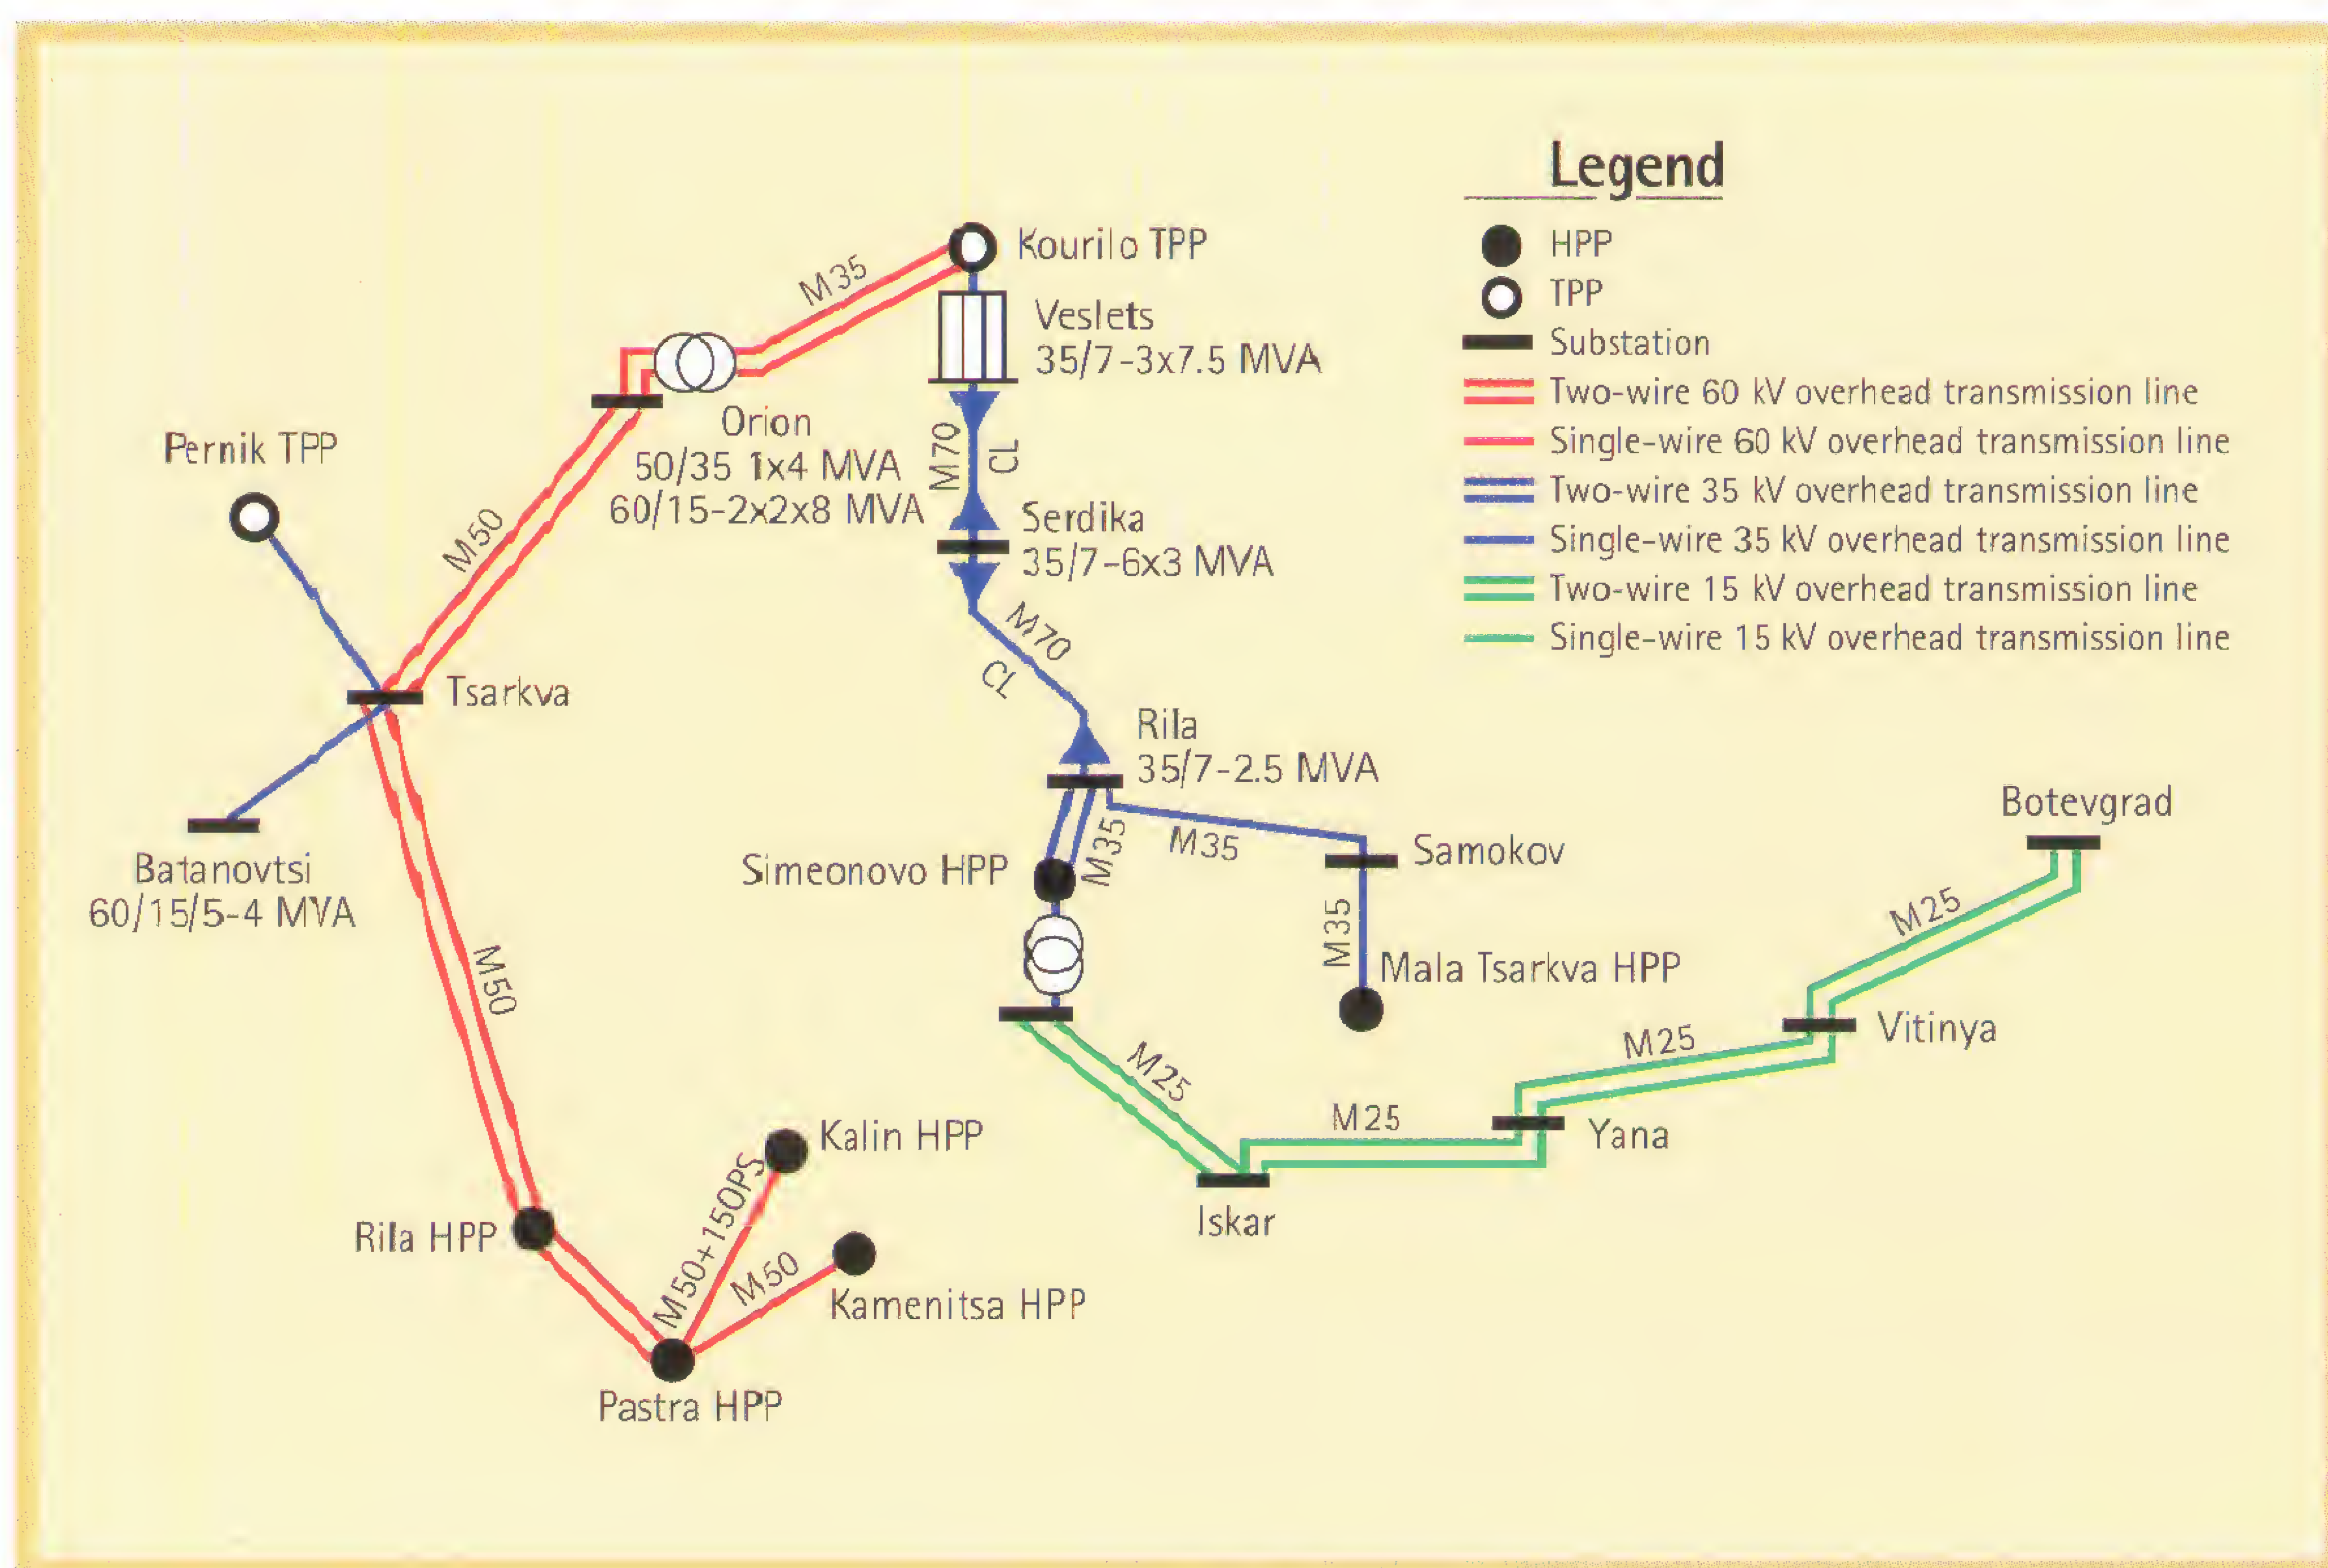 Legend
HPP
TPP
Substation
Two-wire 60 kV overhead transmission line
Single-wire 60 kV overhead transmission line
Two-wire 35 kV overhead transmission line
Single-wire 35 kV overhead transmission line
Two-wire 15 kV overhead transmission line
Single-wire 15 kV overhead transmission line
Kourilo TPP
M35
Veslets
35/7-3x7.5 MVA
Orion
50/35 1x4 MVA
60/15-2x2x8 MVA
M70
CL
Pernik TPP
M50
Serdika
35/7-6x3 MVA
M70
CL
Tsarkva
Rila
35/7-2.5 MVA
Batanovtsi
60/15/5-4 MVA
Simeonovo HPP
M35
M35
Samokov
M35
Mala Tsarkva HPP
Botevgrad
M25
Vitinya
M25
M50
M25
M25
Yana
Iskar
Kalin HPP
M50+150PS
Rila HPP
M50
Kamenitsa HPP
Pastra HPP